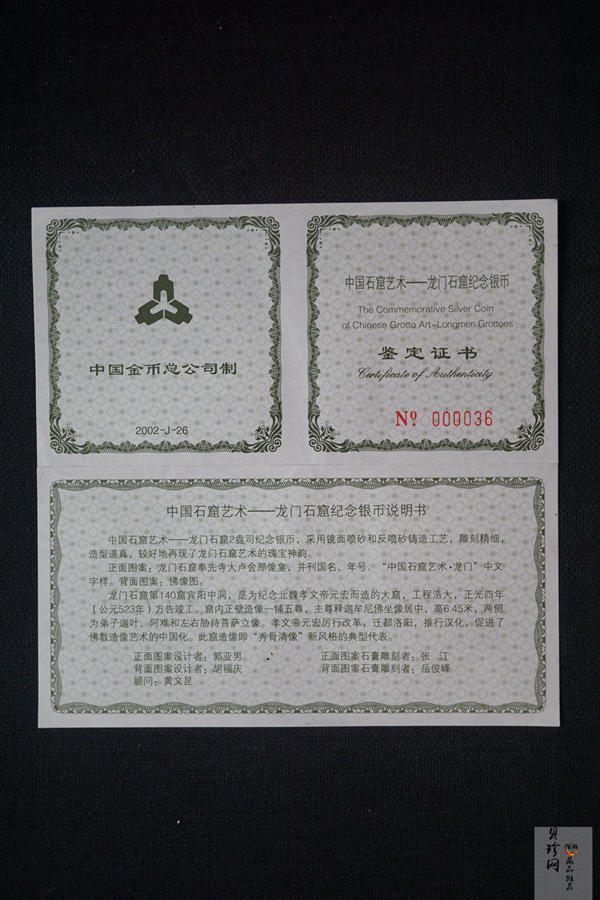 中国金币总公司制
2002-J-26
中国石窟艺术——龙门石窟纪念银币
The Commemorative Silver Coin
of Chinese Grotto Art-Longmen Grottoes
鉴定证书
Certificate of Authenticity
Nº 000036
中国石窟艺术——龙门石窟纪念银币说明书
中国石窟艺术——龙门石窟2盎司纪念银币，采用镜面喷砂和反喷砂铸造工艺，雕刻精细，
造型逼真，较好地再现了龙门石窟艺术的瑰宝神韵。
正面图案：龙门石窟奉先寺大卢舍那像龛，并刊国名、年号、“中国石窟艺术·龙门”中文
字样。背面图案：佛像图。
龙门石窟第140窟宾阳中洞，是为纪念北魏孝文帝元宏而造的大窟，工程浩大，正光四年
（公元523年）方告竣工。窟内正壁造像一铺五尊，主尊释迦牟尼佛坐像居中，高6.45米，两侧
为弟子迦叶、阿难和左右胁侍菩萨立像。孝文帝元宏厉行改革，迁都洛阳，推行汉化，促进了
佛教造像艺术的中国化。此窟造像即“秀骨清像”新风格的典型代表。
正面图案设计者：郭亚男 正面图案石膏雕刻者：张 江
背面图案设计者：胡福庆 背面图案石膏雕刻者：岳俊峰
顾问：黄文昆
贝珍网